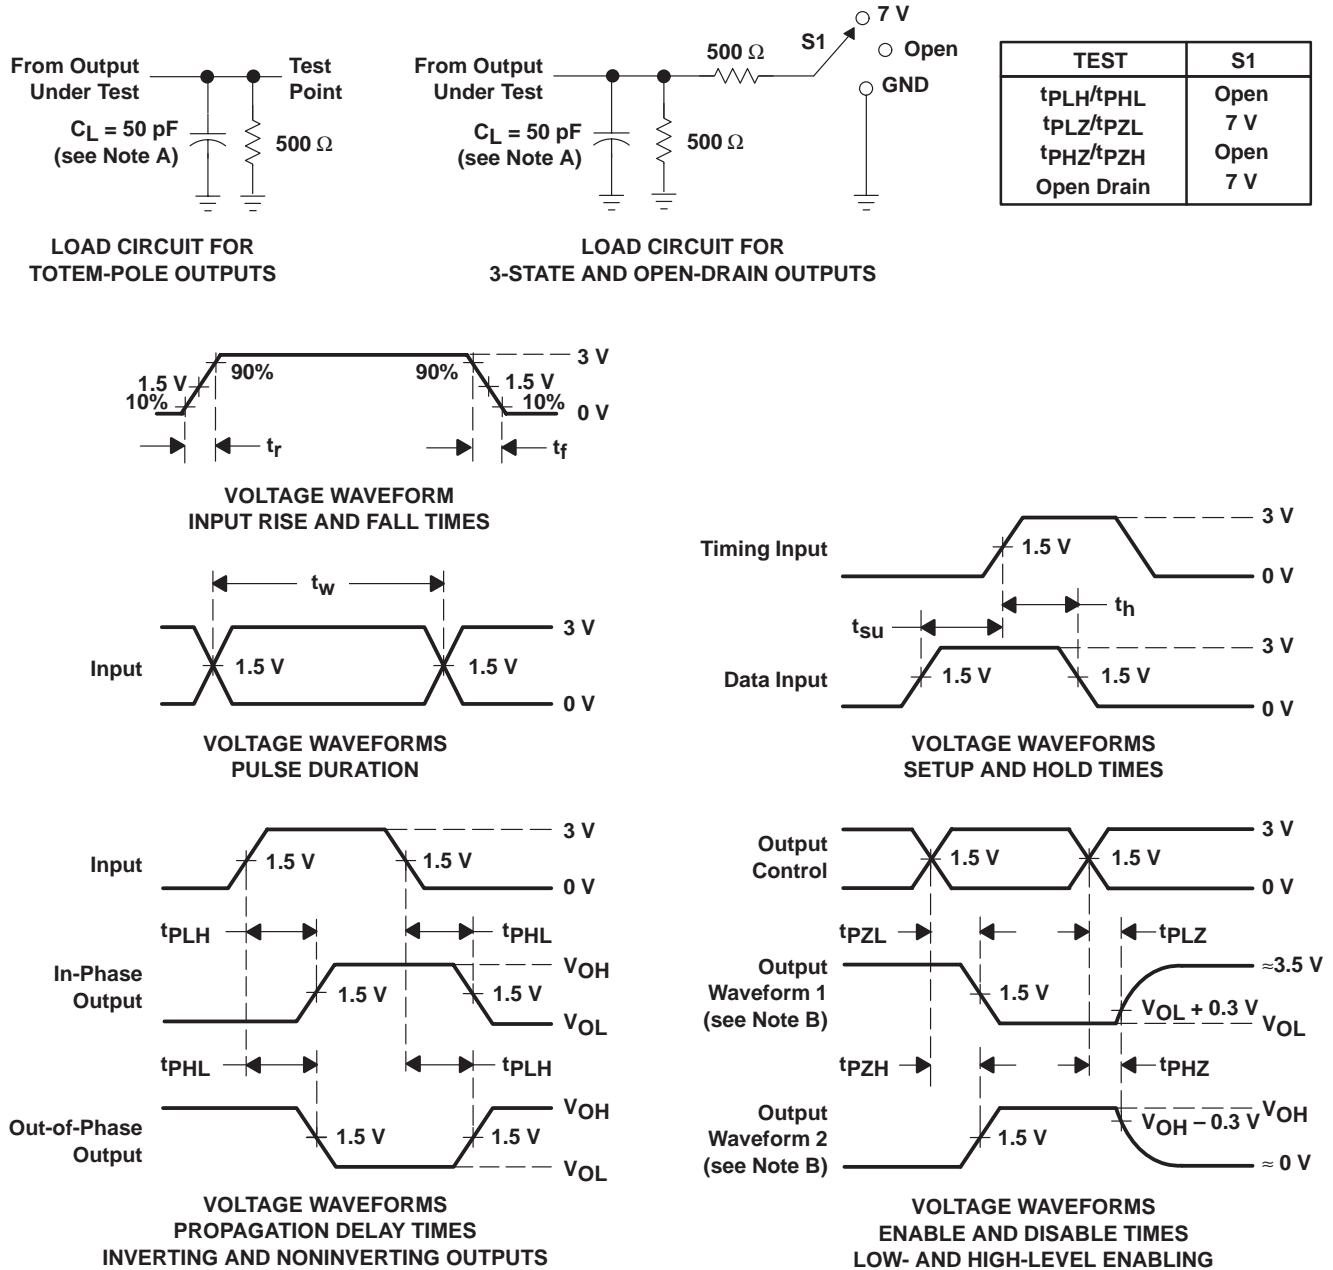 From Output
Under Test
Test
Point
CL = 50 pF
(see Note A)
500 Ω
LOAD CIRCUIT FOR
TOTEM-POLE OUTPUTS
From Output
Under Test
CL = 50 pF
(see Note A)
500 Ω
500 Ω
S1
7 V
Open
GND
LOAD CIRCUIT FOR
3-STATE AND OPEN-DRAIN OUTPUTS
TEST S1
tPLH/tPHL Open
tPLZ/tPZL 7 V
tPHZ/tPZH Open
Open Drain 7 V
3 V
90% 90%
1.5 V 1.5 V
10% 10%
0 V
tr tf
VOLTAGE WAVEFORM
INPUT RISE AND FALL TIMES
tw
3 V
Input 1.5 V 1.5 V
0 V
VOLTAGE WAVEFORMS
PULSE DURATION
3 V
Timing Input 1.5 V
0 V
th
tsu
3 V
Data Input 1.5 V 1.5 V
0 V
VOLTAGE WAVEFORMS
SETUP AND HOLD TIMES
3 V
Input 1.5 V 1.5 V
0 V
tPLH tPHL
In-Phase
Output
VOH
1.5 V 1.5 V
VOL
tPHL tPLH
Out-of-Phase
Output
VOH
1.5 V 1.5 V
VOL
VOLTAGE WAVEFORMS
PROPAGATION DELAY TIMES
INVERTING AND NONINVERTING OUTPUTS
Output
Control
3 V
1.5 V 1.5 V
0 V
tPZL tPLZ
Output
Waveform 1
(see Note B)
≈3.5 V
1.5 V
VOL + 0.3 V
VOL
tPZH tPHZ
Output
Waveform 2
(see Note B)
VOH
VOH – 0.3 V
1.5 V
≈ 0 V
VOLTAGE WAVEFORMS
ENABLE AND DISABLE TIMES
LOW- AND HIGH-LEVEL ENABLING